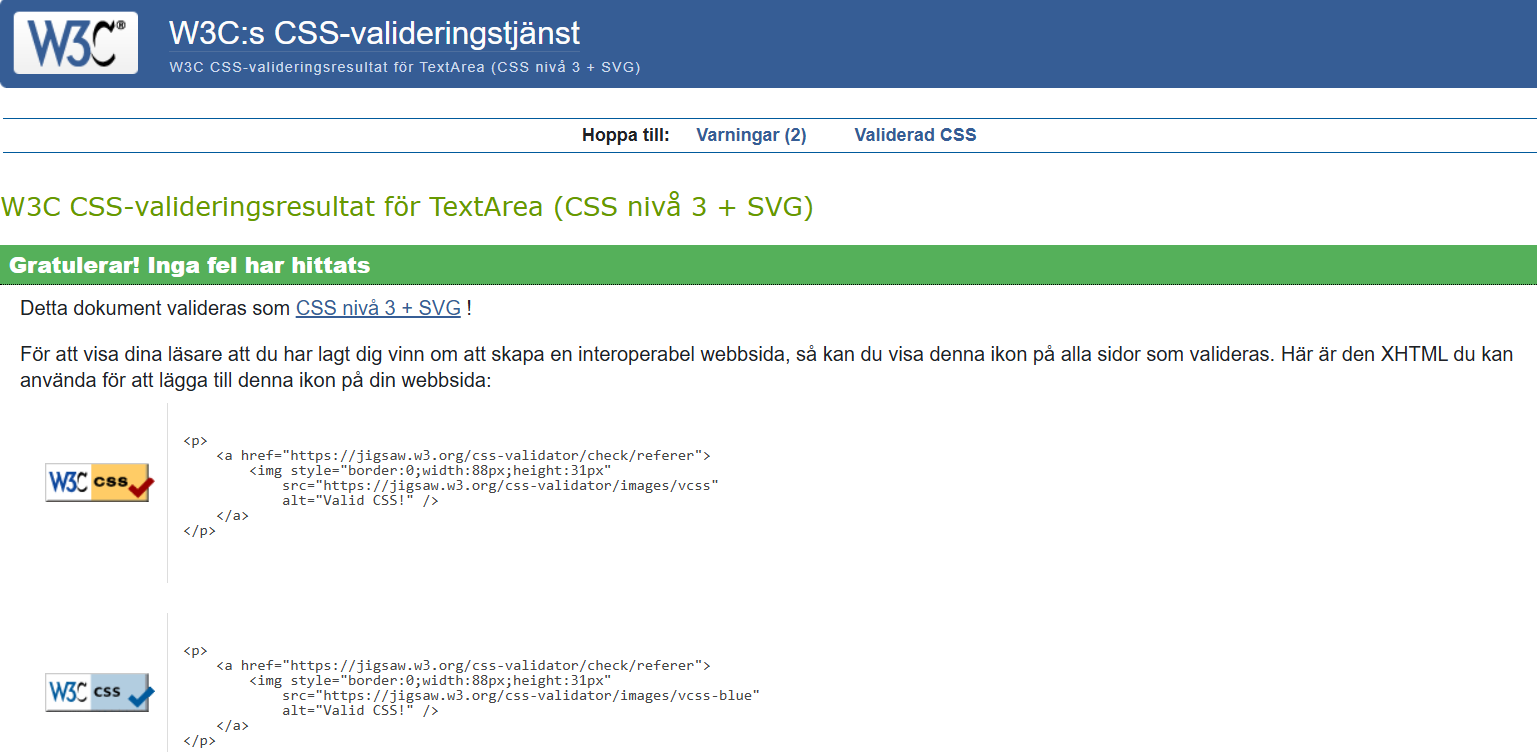 W3C®
W3C:s CSS-valideringstjänst
W3C CSS-valideringsresultat för TextArea (CSS nivå 3 + SVG)
Hoppa till: Varningar (2) Validerad CSS
W3C CSS-valideringsresultat för TextArea (CSS nivå 3 + SVG)
Gratulerar! Inga fel har hittats
Detta dokument valideras som CSS nivå 3 + SVG !
För att visa dina läsare att du har lagt dig vinn om att skapa en interoperabel webbsida, så kan du visa denna ikon på alla sidor som valideras. Här är den XHTML du kan
använda för att lägga till denna ikon på din webbsida:
W3C css
<p>
    <a href="https://jigsaw.w3.org/css-validator/check/referer">
        <img style="border:0;width:88px;height:31px"
            src="https://jigsaw.w3.org/css-validator/images/vcss"
            alt="Valid CSS!" />
    </a>
</p>
W3C css
<p>
    <a href="https://jigsaw.w3.org/css-validator/check/referer">
        <img style="border:0;width:88px;height:31px"
            src="https://jigsaw.w3.org/css-validator/images/vcss-blue"
            alt="Valid CSS!" />
    </a>
</p>